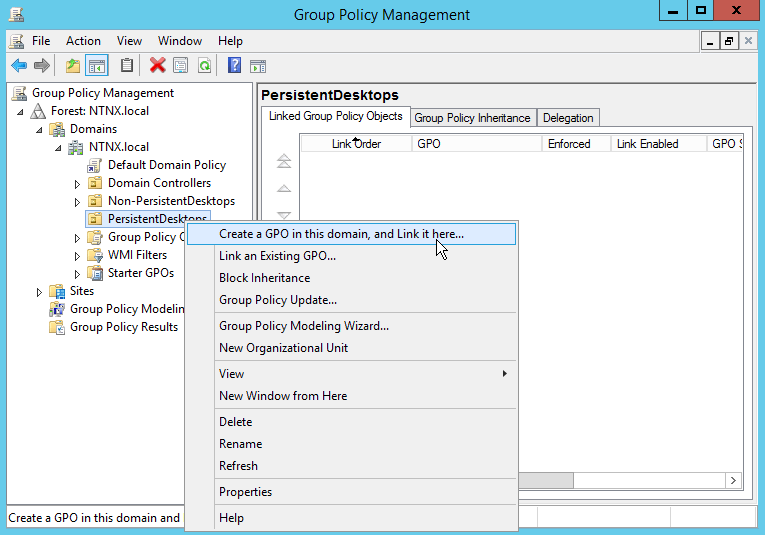 Group Policy Management
File Action View Window Help
Group Policy Management
Forest: NTNX.local
Domains
NTNX.local
Default Domain Policy
Domain Controllers
Non-PersistentDesktops
PersistentDesktops
Group Policy O
WMI Filters
Starter GPOs
Sites
Group Policy Modelin
Group Policy Results
PersistentDesktops
Linked Group Policy Objects Group Policy Inheritance Delegation
Link Order GPO Enforced Link Enabled GPO S
Create a GPO in this domain, and Link it here...
Link an Existing GPO...
Block Inheritance
Group Policy Update...
Group Policy Modeling Wizard...
New Organizational Unit
View
New Window from Here
Delete
Rename
Refresh
Properties
Help
Create a GPO in this domain and